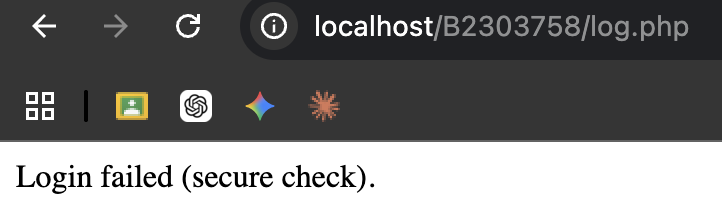 localhost/B2303758/log.php
Login failed (secure check).